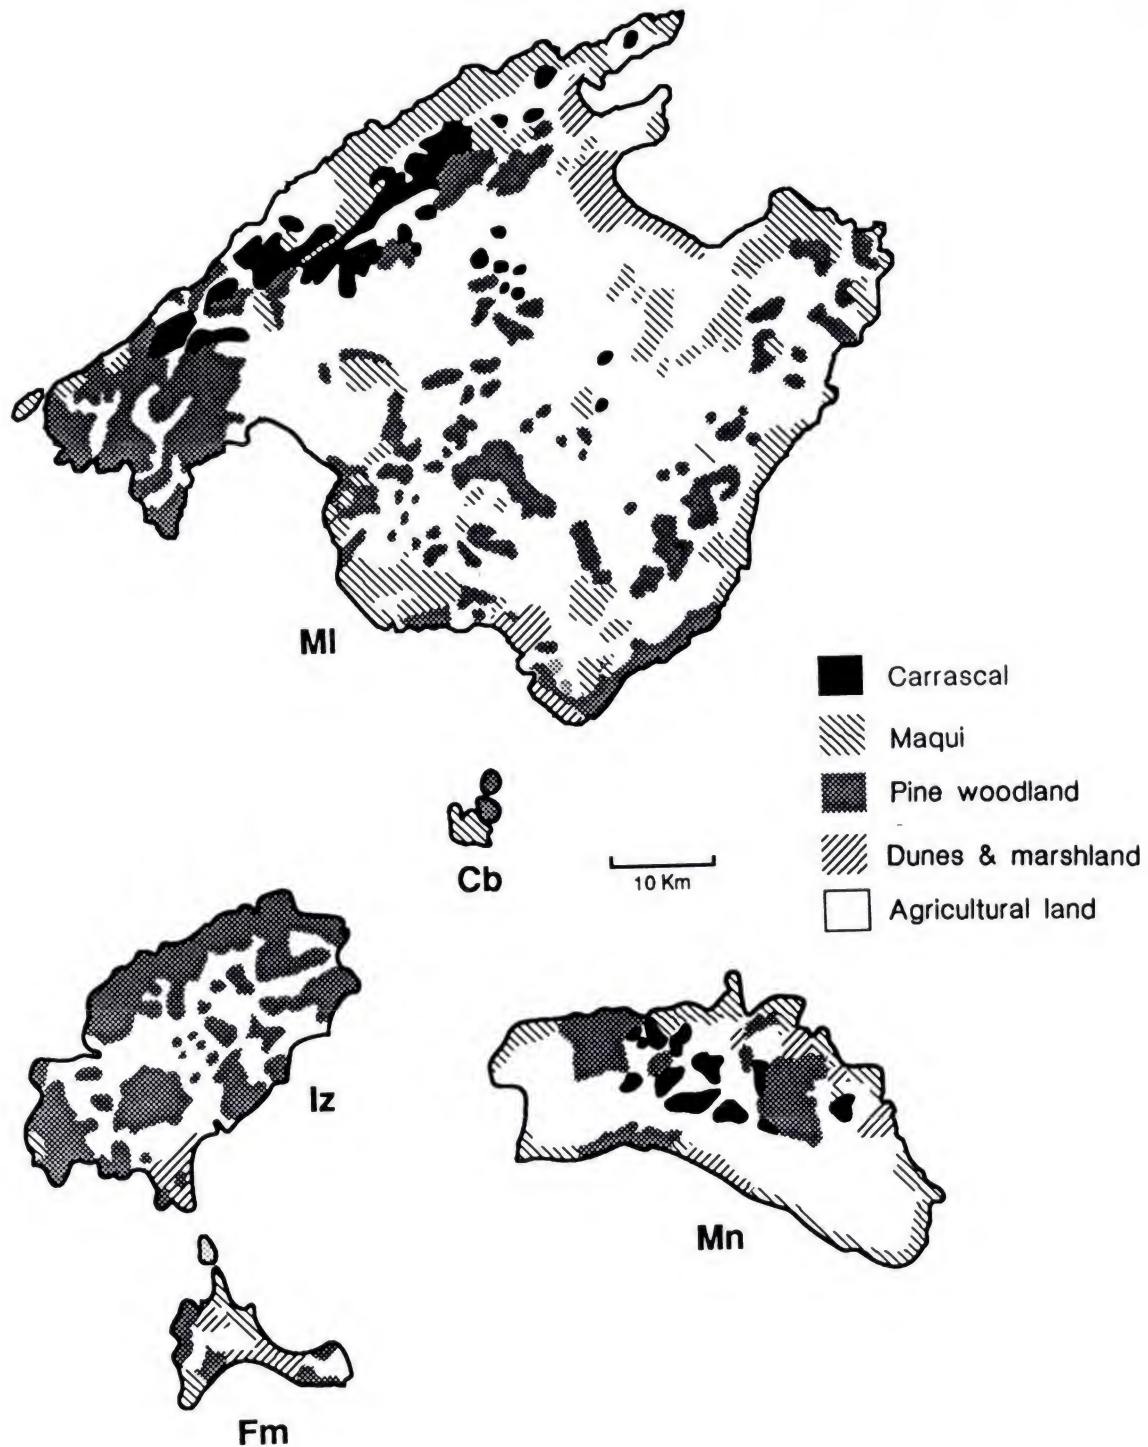 Ml
Carrascal
Maqui
Pine woodland
Dunes & marshland
Agricultural land
Cb
10 Km
Iz
Mn
Fm